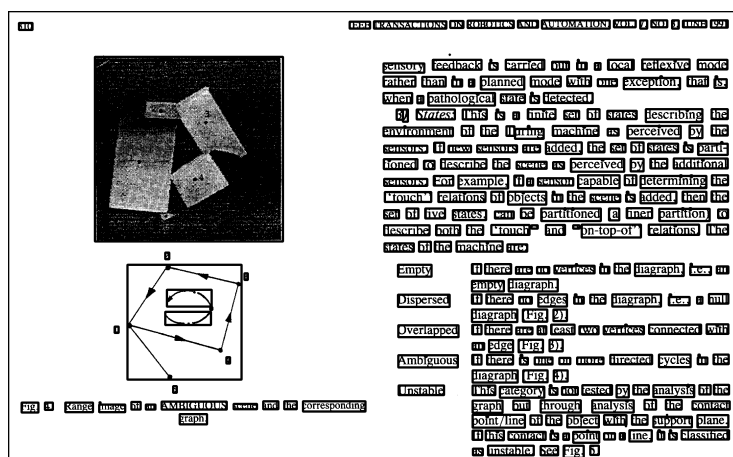 IEEE TRANSACTIONS ON ROBOTICS AND AUTOMATION, VOL. 7, NO. 3, JUNE 1991
sensory feedback is carried out in a local reflexive mode
rather than in a planned mode with one exception, that is,
when a pathological state is detected.
States: This is a finite set of states describing the
environment of the Turing machine as perceived by the
sensors. If new sensors are added, the set of states is parti-
tioned to describe the scene as perceived by the additional
sensors. For example, if a sensor capable of determining the
"touch" relations of objects in the scene is added, then the
set of five states, can be partitioned a finer partition, to
describe both the "touch" and "on-top-of" relations. The
states of the machine are:
Empty If there are no vertices in the diagraph, i.e., an
empty diagraph.
Dispersed If there no edges in the diagraph, i.e., a null
diagraph (Fig. 2).
Overlapped If there are at least two vertices connected with
an edge (Fig. 3).
Ambiguous If there is one or more directed cycles in the
diagraph (Fig. 4).
Unstable This category is not tested by the analysis of the
graph but through analysis of the contact
point/line of the object with the support plane.
If this contact is a point or a line, it is classified
as unstable. See Fig. 5.
Fig. 4. Range image of an AMBIGUOUS scene and the corresponding
graph.